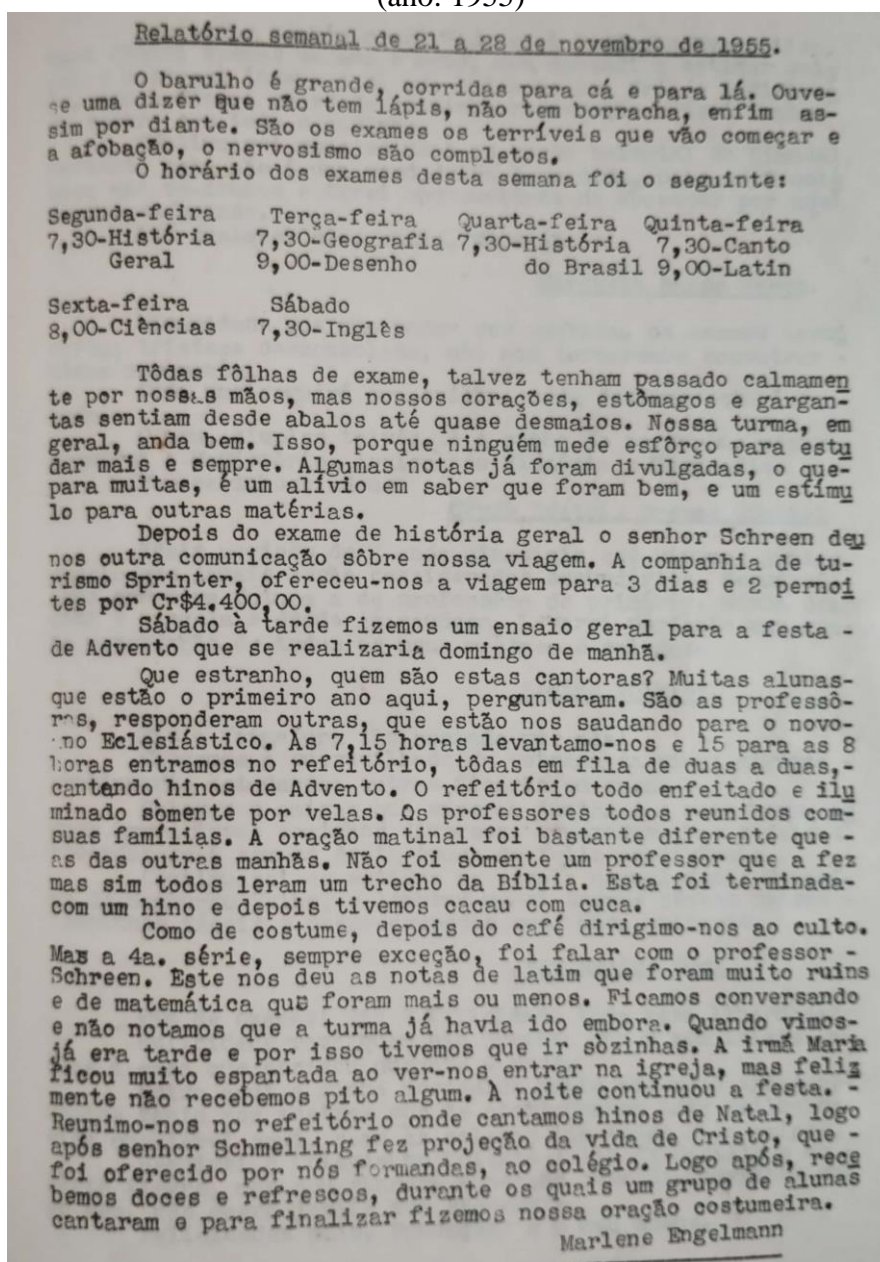 (ano: 1955)
Relatório semanal de 21 a 28 de novembro de 1955.
O barulho é grande, corridas para cá e para lá. Ouve-
se uma dizer que não tem lápis, não tem borracha, enfim as-
sim por diante. São os exames os terríveis que vão começar e
a afobação, o nervosismo são completos.
O horário dos exames desta semana foi o seguinte:
Segunda-feira Terça-feira Quarta-feira Quinta-feira
7,30-História 7,30-Geografia 7,30-História 7,30-Canto
Geral 9,00-Desenho do Brasil 9,00-Latin
Sexta-feira Sábado
8,00-Ciências 7,30-Inglês
Tôdas fôlhas de exame, talvez tenham passado calmamen
te por nossas mãos, mas nossos corações, estômagos e gargan-
tas sentiam desde abalos até quase desmaios. Nossa turma, em
geral, anda bem. Isso, porque ninguém mede esfôrço para estu
dar mais e sempre. Algumas notas já foram divulgadas, o que-
para muitas, é um alívio em saber que foram bem, e um estímu
lo para outras matérias.
Depois do exame de história geral o senhor Schreen deu
nos outra comunicação sôbre nossa viagem. A companhia de tu-
rismo Sprinter, ofereceu-nos a viagem para 3 dias e 2 pernoi
tes por Cr$4.400,00.
Sábado à tarde fizemos um ensaio geral para a festa -
de Advento que se realizaria domingo de manhã.
Que estranho, quem são estas cantoras? Muitas alunas-
que estão o primeiro ano aqui, perguntaram. São as professô-
ras, responderam outras, que estão nos saudando para o novo-
no Eclesiástico. Às 7,15 horas levantamo-nos e 15 para as 8
horas entramos no refeitório, tôdas em fila de duas a duas,-
cantando hinos de Advento. O refeitório todo enfeitado e ilu
minado sòmente por velas. Os professores todos reunidos com-
suas famílias. A oração matinal foi bastante diferente que -
as das outras manhãs. Não foi sòmente um professor que a fez
mas sim todos leram um trecho da Bíblia. Esta foi terminada-
com um hino e depois tivemos cacau com cuca.
Como de costume, depois do café dirigimo-nos ao culto.
Mas a 4a. série, sempre exceção, foi falar com o professor -
Schreen. Este nos deu as notas de latim que foram muito ruins
e de matemática que foram mais ou menos. Ficamos conversando
e não notamos que a turma já havia ido embora. Quando vimos-
já era tarde e por isso tivemos que ir sòzinhas. A irmã Maria
ficou muito espantada ao ver-nos entrar na igreja, mas feliz
mente não recebemos pito algum. À noite continuou a festa. -
Reunimo-nos no refeitório onde cantamos hinos de Natal, logo
após senhor Schmelling fez projeção da vida de Cristo, que -
foi oferecido por nós formandas, ao colégio. Logo após, rece
bemos doces e refrescos, durante os quais um grupo de alunas
cantaram e para finalizar fizemos nossa oração costumeira.
Marlene Engelmann